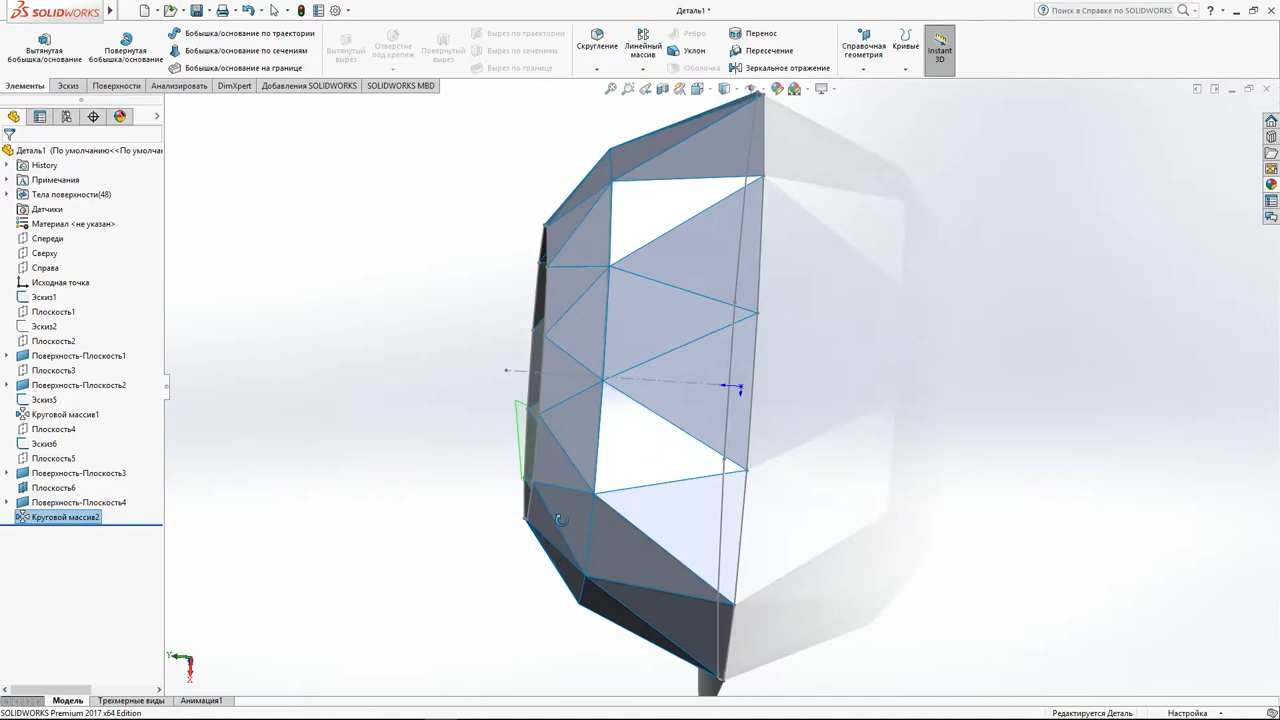 SOLIDWORKS
Деталь1 *
Поиск в Справке SOLIDWORKS
Вытянутая бобышка/основание
Повернутая бобышка/основание
Бобышка/основание по траектории
Бобышка/основание по сечениям
Бобышка/основание на границе
Вытянутый вырез
Отверстие под крепеж
Повернутый вырез
Вырез по траектории
Вырез по сечениям
Вырез по границе
Скругление
Линейный массив
Ребро
Уклон
Оболочка
Перенос
Пересечение
Зеркальное отражение
Справочная геометрия
Кривые
Instant 3D
Элементы
Эскиз
Поверхности
Анализировать
DimXpert
Добавления SOLIDWORKS
SOLIDWORKS MBD
Деталь1 (По умолчанию<<По умолча
History
Примечания
Тела поверхности(48)
Датчики
Материал <не указан>
Спереди
Сверху
Справа
Исходная точка
Эскиз1
Плоскость1
Эскиз2
Плоскость2
Поверхность-Плоскость1
Плоскость3
Поверхность-Плоскость2
Эскиз5
Круговой массив1
Плоскость4
Эскиз6
Плоскость5
Поверхность-Плоскость3
Плоскость6
Поверхность-Плоскость4
Круговой массив2
Y
X
Модель
Трехмерные виды
Анимация1
SOLIDWORKS Premium 2017 x64 Edition
Редактируется Деталь
Настройка